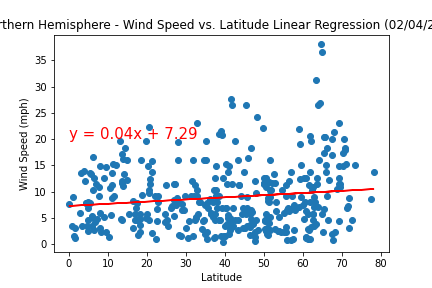 rthern Hemisphere - Wind Speed vs. Latitude Linear Regression (02/04/2
35
30
25
20
15
10
5
0
Wind Speed (mph)
y = 0.04x + 7.29
0 10 20 30 40 50 60 70 80
Latitude